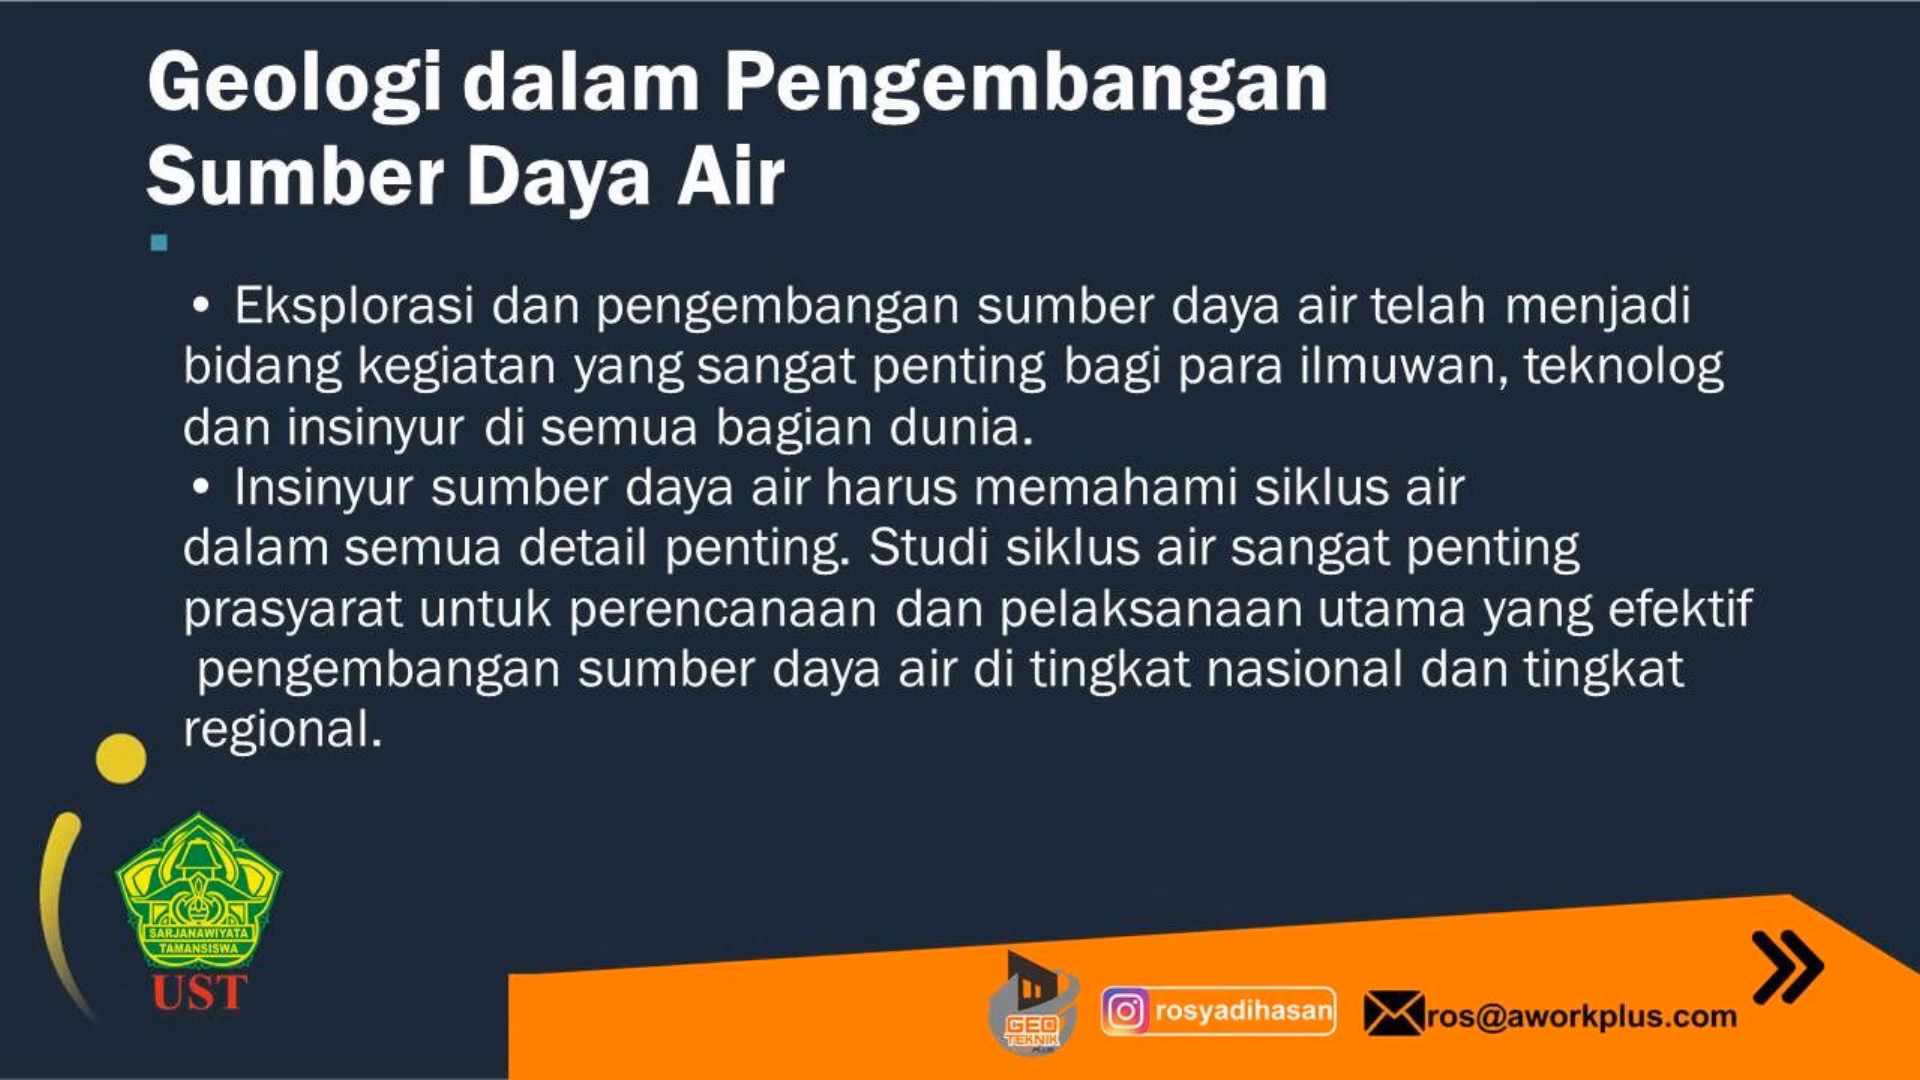 Geologi dalam Pengembangan
Sumber Daya Air
• Eksplorasi dan pengembangan sumber daya air telah menjadi
bidang kegiatan yang sangat penting bagi para ilmuwan, teknolog
dan insinyur di semua bagian dunia.
• Insinyur sumber daya air harus memahami siklus air
dalam semua detail penting. Studi siklus air sangat penting
prasyarat untuk perencanaan dan pelaksanaan utama yang efektif
pengembangan sumber daya air di tingkat nasional dan tingkat
regional.
SARJANAWIYATA
TAMANSISWA
UST
GEO
TEKNIK
PLUS
rosyadihasan
ros@aworkplus.com